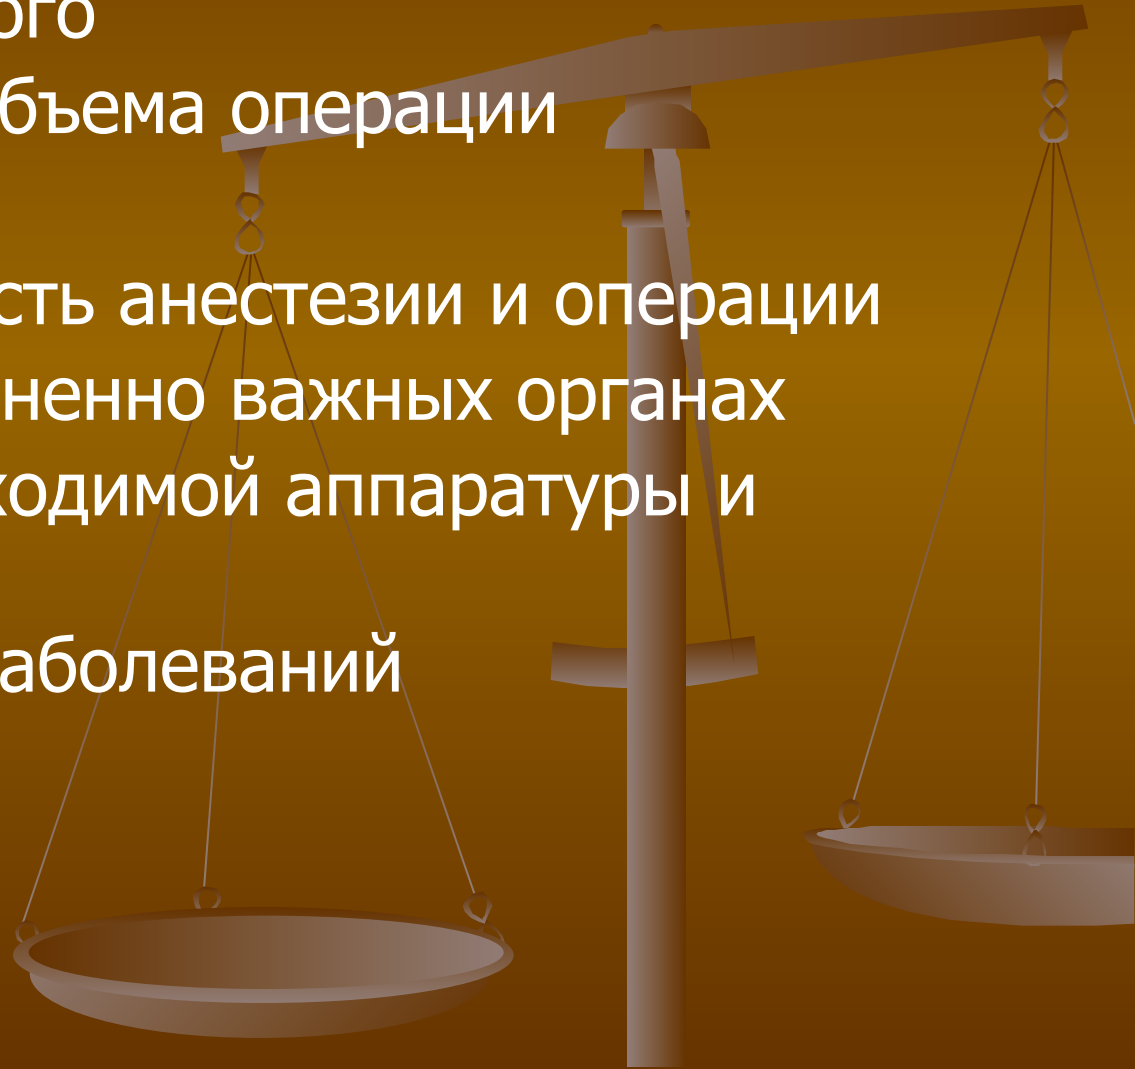 ого
бъема операции
сть анестезии и операции
ненно важных органах
ходимой аппаратуры и
аболеваний